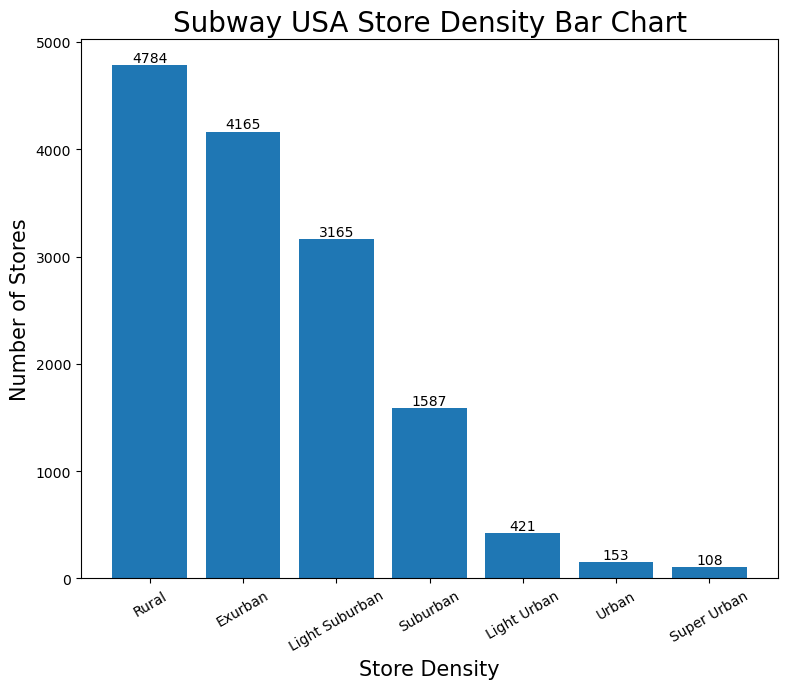 Subway USA Store Density Bar Chart
5000
4000
3000
2000
1000
0
Number of Stores
4784
4165
3165
1587
421
153
108
Rural
Exurban
Light Suburban
Suburban
Light Urban
Urban
Super Urban
Store Density